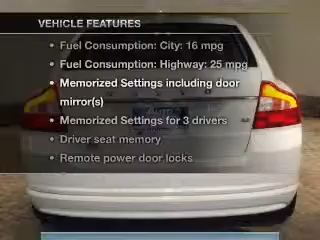 VEHICLE FEATURES
• Fuel Consumption: City: 16 mpg
• Fuel Consumption: Highway: 25 mpg
• Memorized Settings including door
mirror(s)
• Memorized Settings for 3 drivers
• Driver seat memory
• Remote power door locks